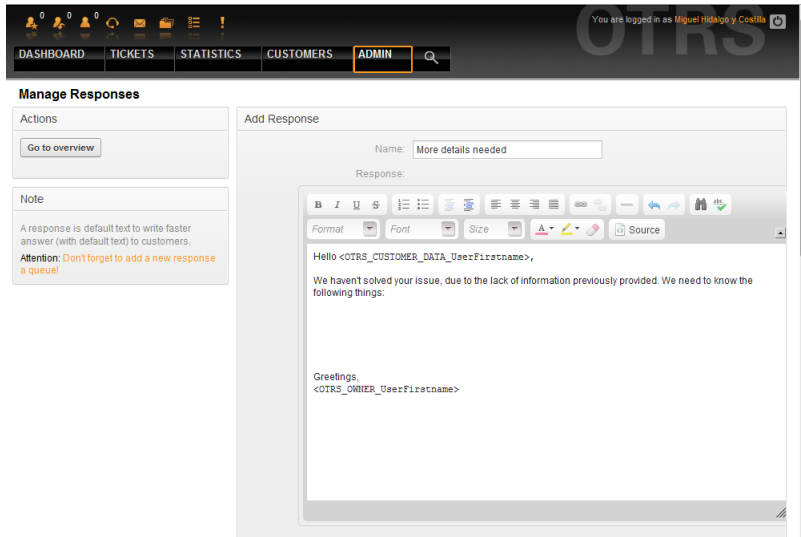 0 0 0
You are logged in as Miguel Hidalgo y Costilla
OTRS
DASHBOARD TICKETS STATISTICS CUSTOMERS ADMIN
Manage Responses
Actions
Go to overview
Note
A response is default text to write faster
answer (with default text) to customers.
Attention: Don't forget to add a new response
a queue!
Add Response
Name: More details needed
Response:
B I U S
Format Font Size A Source
Hello <OTRS_CUSTOMER_DATA_UserFirstname>,
We haven't solved your issue, due to the lack of information previously provided. We need to know the
following things:
Greetings,
<OTRS_OWNER_UserFirstname>